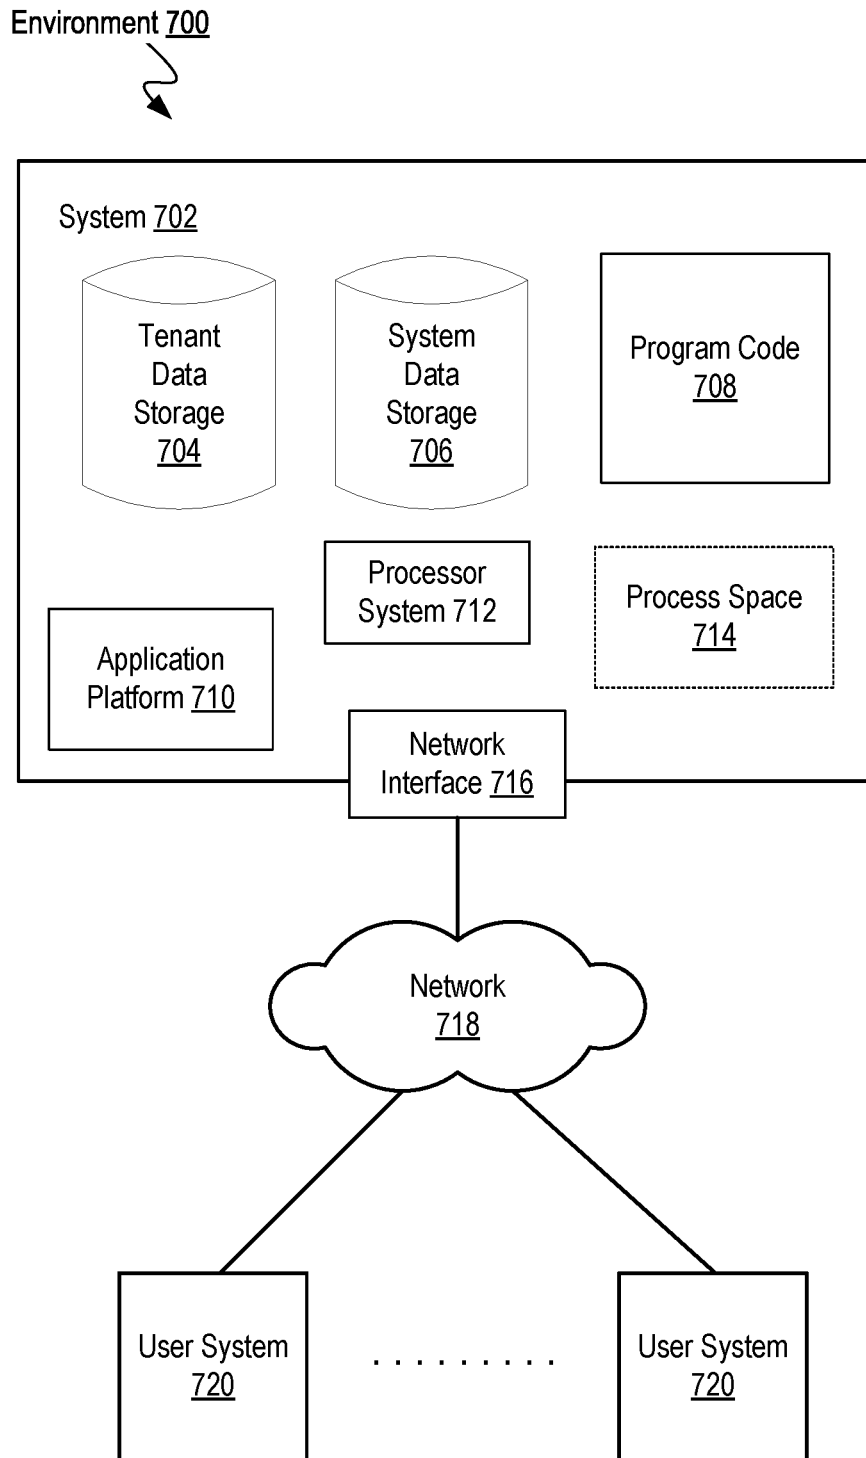 Environment 700
System 702
Tenant
Data
Storage
704
System
Data
Storage
706
Program Code
708
Processor
System 712
Process Space
714
Application
Platform 710
Network
Interface 716
Network
718
User System
720
. . . . . . . . .
User System
720